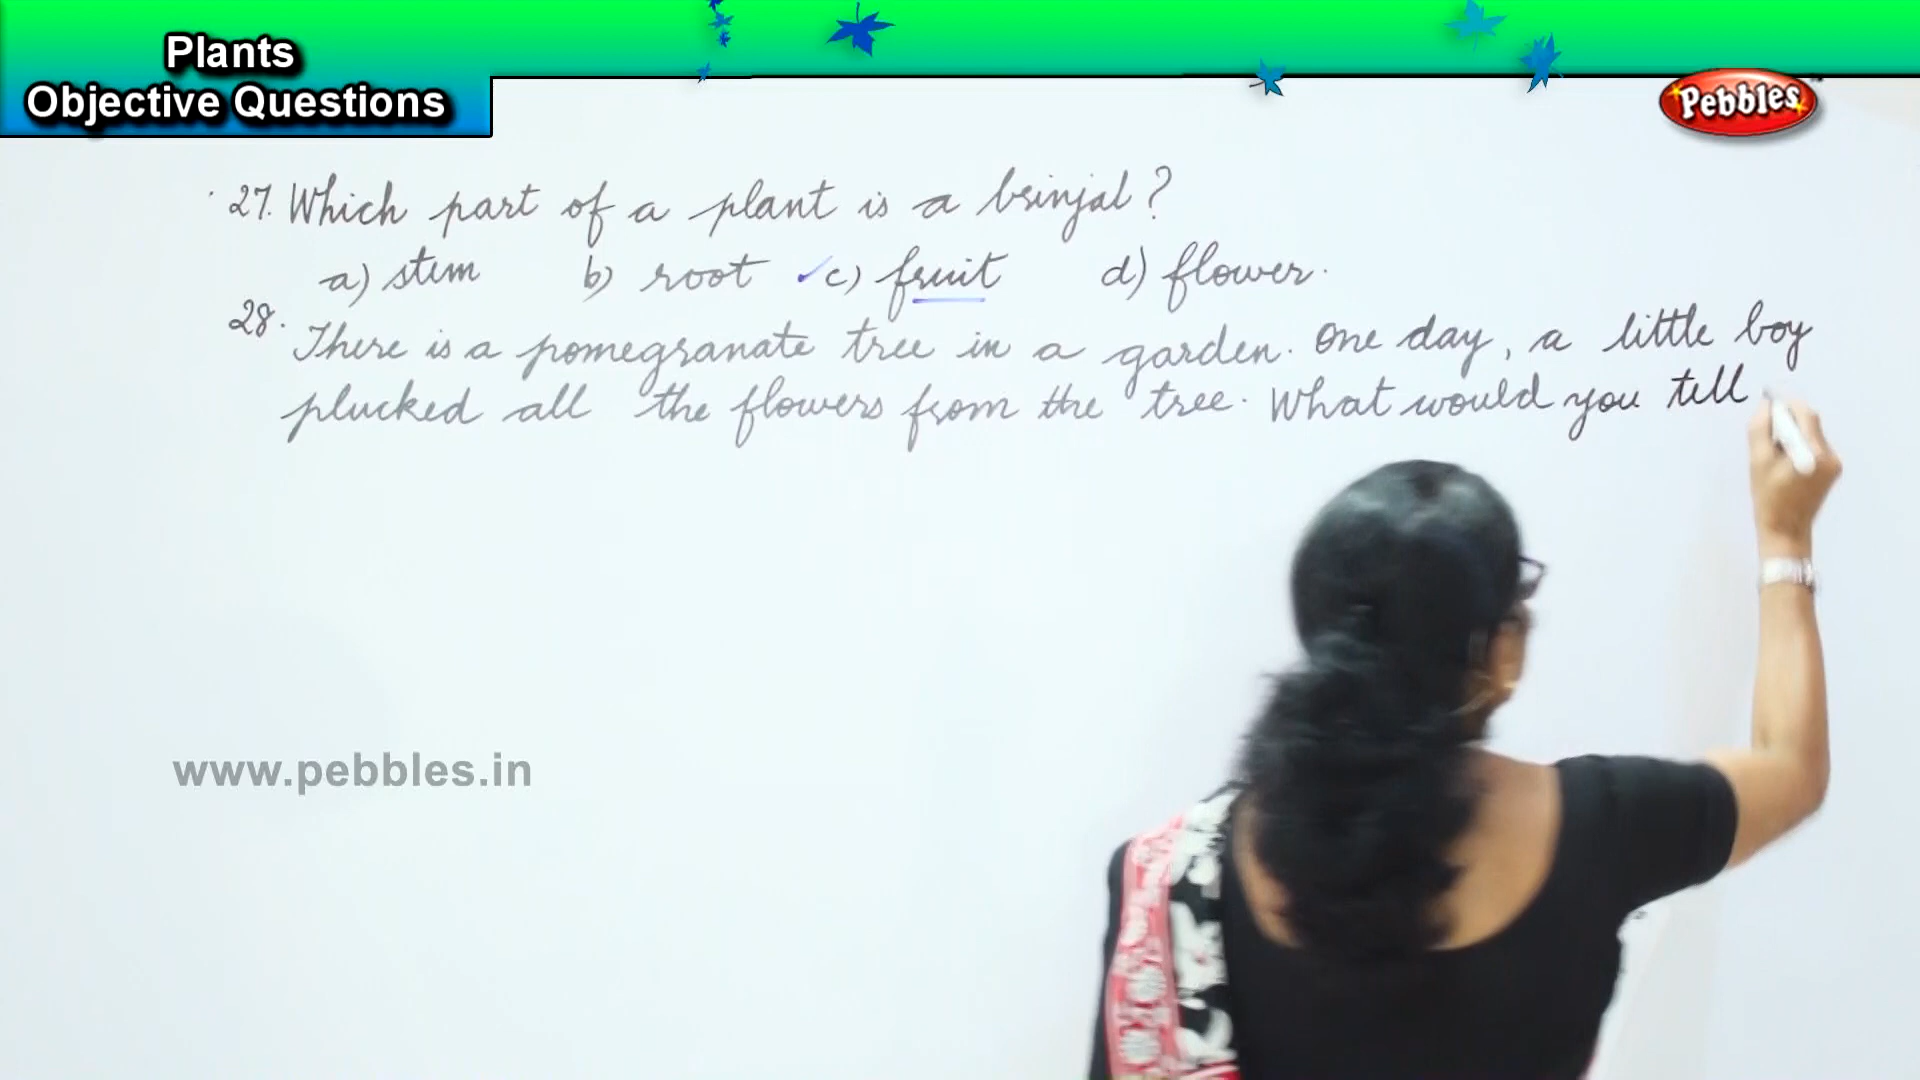 Plants
Objective Questions
Pebbles
27. Which part of a plant is a brinjal?
a) stem b) root ✓c) fruit d) flower.
28. There is a pomegranate tree in a garden. One day, a little boy
plucked all the flowers from the tree. What would you tell
www.pebbles.in